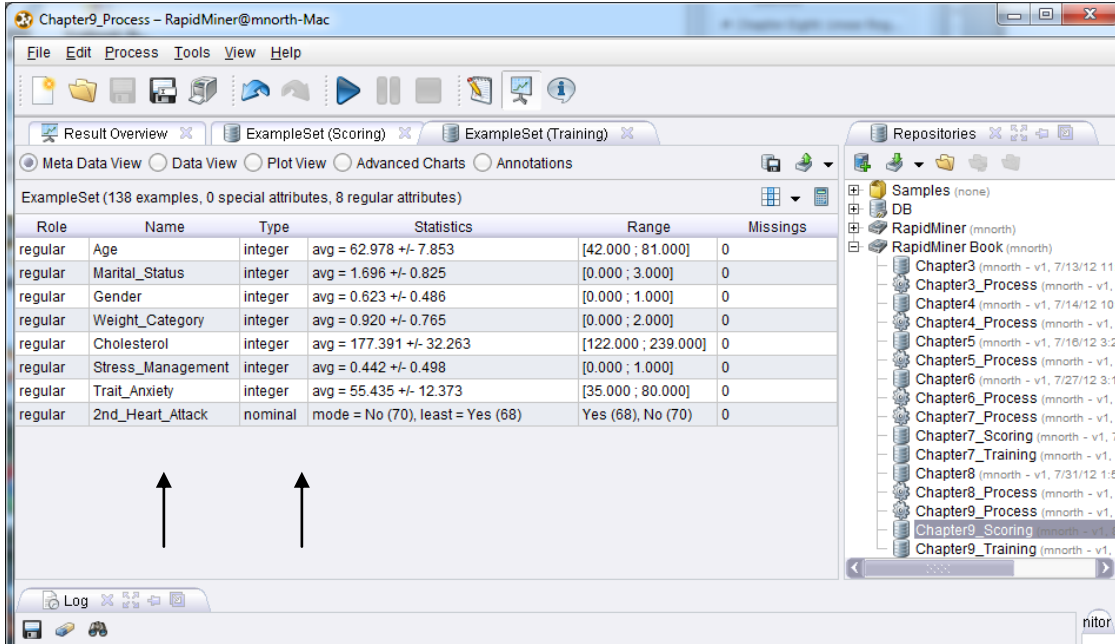 Chapter9_Process – RapidMiner@mnorth-Mac
File Edit Process Tools View Help
Result Overview ExampleSet (Scoring) ExampleSet (Training)
Meta Data View Data View Plot View Advanced Charts Annotations
ExampleSet (138 examples, 0 special attributes, 8 regular attributes)
Role Name Type Statistics Range Missings
regular Age integer avg = 62.978 +/- 7.853 [42.000 ; 81.000] 0
regular Marital_Status integer avg = 1.696 +/- 0.825 [0.000 ; 3.000] 0
regular Gender integer avg = 0.623 +/- 0.486 [0.000 ; 1.000] 0
regular Weight_Category integer avg = 0.920 +/- 0.765 [0.000 ; 2.000] 0
regular Cholesterol integer avg = 177.391 +/- 32.263 [122.000 ; 239.000] 0
regular Stress_Management integer avg = 0.442 +/- 0.498 [0.000 ; 1.000] 0
regular Trait_Anxiety integer avg = 55.435 +/- 12.373 [35.000 ; 80.000] 0
regular 2nd_Heart_Attack nominal mode = No (70), least = Yes (68) Yes (68), No (70) 0
Repositories
Samples (none)
DB
RapidMiner (mnorth)
RapidMiner Book (mnorth)
Chapter3 (mnorth - v1, 7/13/12 11
Chapter3_Process (mnorth - v1,
Chapter4 (mnorth - v1, 7/14/12 10
Chapter4_Process (mnorth - v1,
Chapter5 (mnorth - v1, 7/16/12 3:2
Chapter5_Process (mnorth - v1,
Chapter6 (mnorth - v1, 7/27/12 3:1
Chapter6_Process (mnorth - v1,
Chapter7_Process (mnorth - v1,
Chapter7_Scoring (mnorth - v1, 7
Chapter7_Training (mnorth - v1,
Chapter8 (mnorth - v1, 7/31/12 1:5
Chapter8_Process (mnorth - v1,
Chapter9_Process (mnorth - v1,
Chapter9_Scoring (mnorth - v1,
Chapter9_Training (mnorth - v1,
Log
nitor